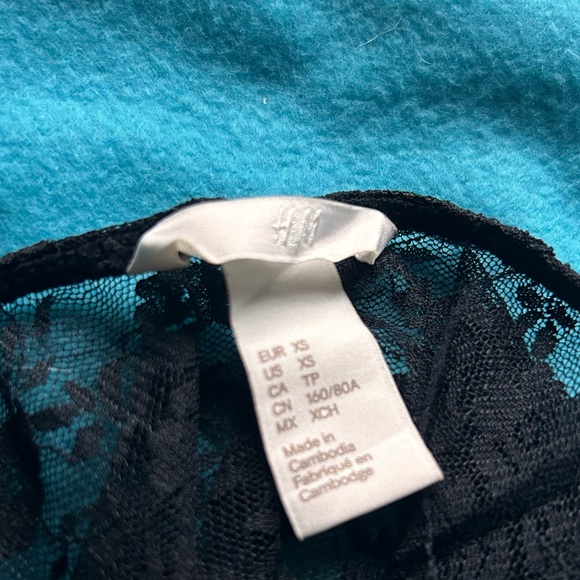 EUR XS
US XS
CA TP
CN 160/80A
MX XCH
Made in
Cambodia
Fabriqué en
Cambodge